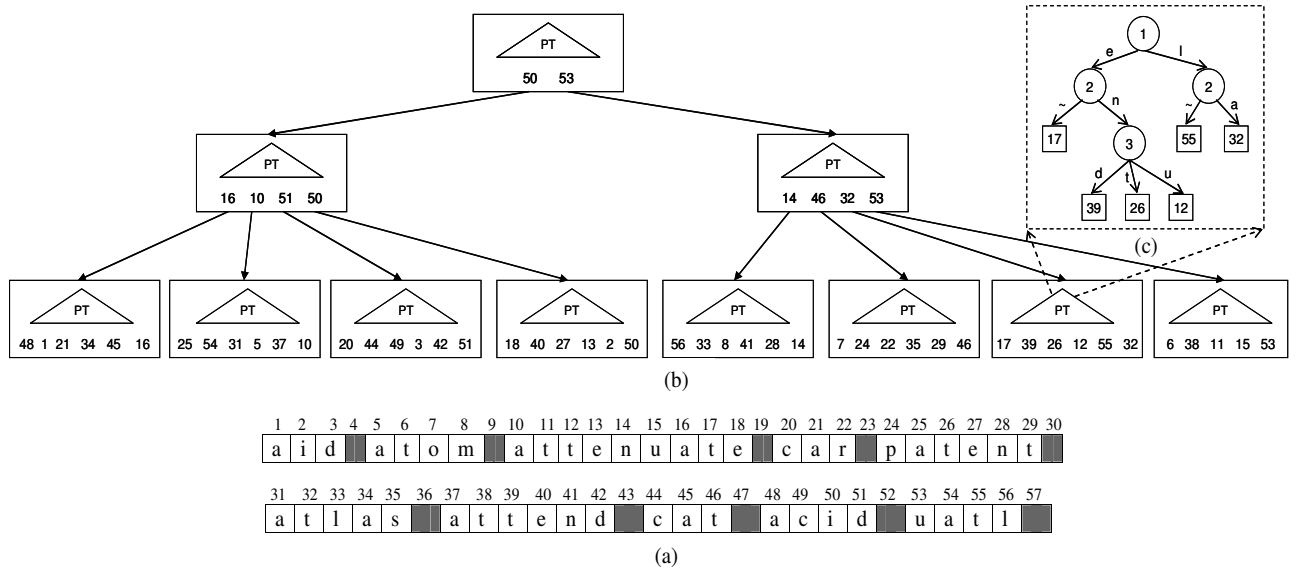 PT
50 53
PT
16 10 51 50
PT
14 46 32 53
1
e l
2 2
~ n ~ a
17 3 55 32
d t u
39 26 12
(c)
PT
48 1 21 34 45 16
PT
25 54 31 5 37 10
PT
20 44 49 3 42 51
PT
18 40 27 13 2 50
PT
56 33 8 41 28 14
PT
7 24 22 35 29 46
PT
17 39 26 12 55 32
PT
6 38 11 15 53
(b)
1 2 3 4 5 6 7 8 9 10 11 12 13 14 15 16 17 18 19 20 21 22 23 24 25 26 27 28 29 30
a i d a t o m a t t e n u a t e c a r p a t e n t
31 32 33 34 35 36 37 38 39 40 41 42 43 44 45 46 47 48 49 50 51 52 53 54 55 56 57
a t l a s a t t e n d c a t a c i d u a t l
(a)